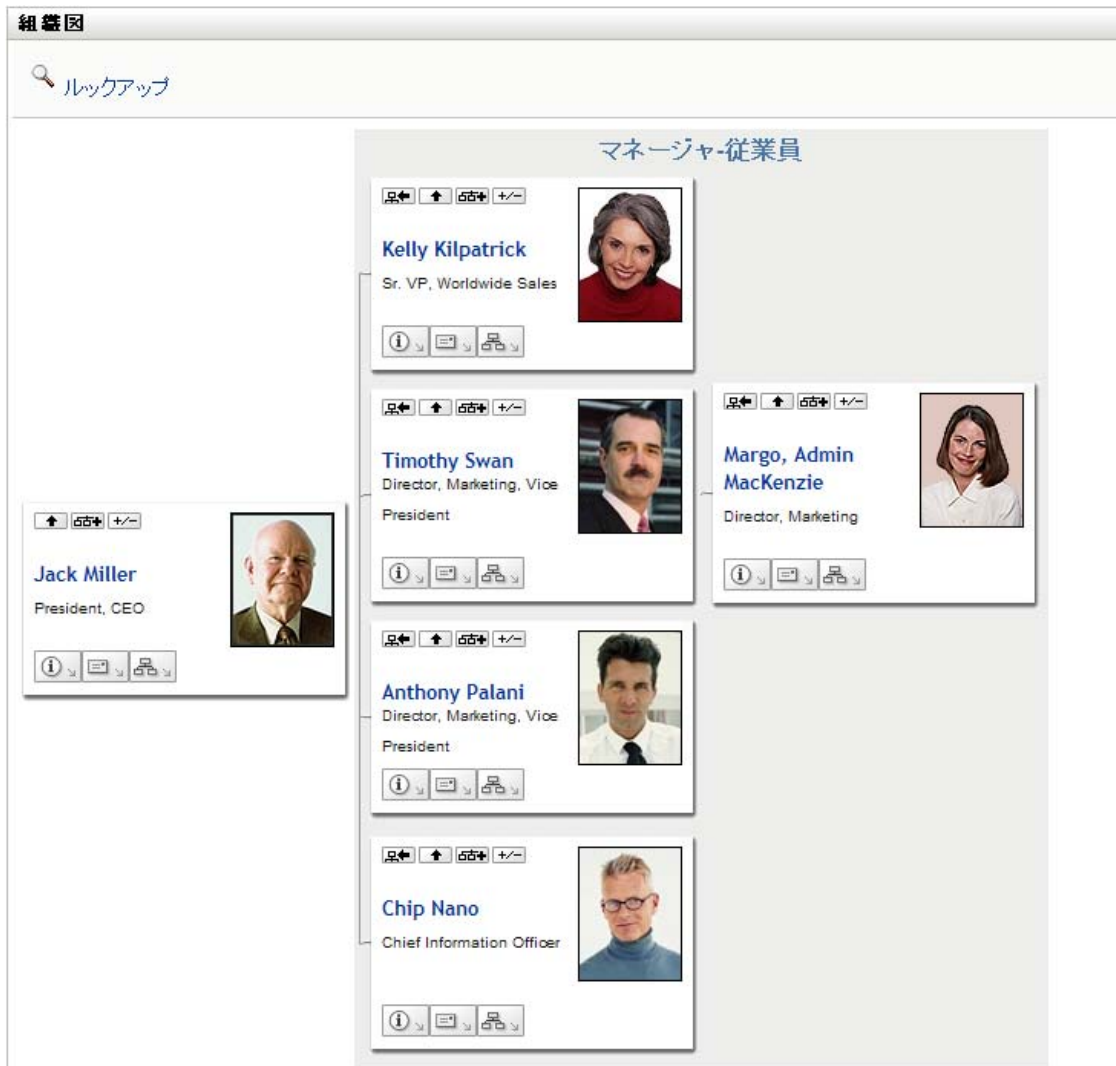 組織図
ルックアップ
マネージャ-従業員
+/-
Kelly Kilpatrick
Sr. VP, Worldwide Sales
+/-
Timothy Swan
Director, Marketing, Vice
President
+/-
Margo, Admin
MacKenzie
Director, Marketing
+/-
Jack Miller
President, CEO
+/-
Anthony Palani
Director, Marketing, Vice
President
+/-
Chip Nano
Chief Information Officer